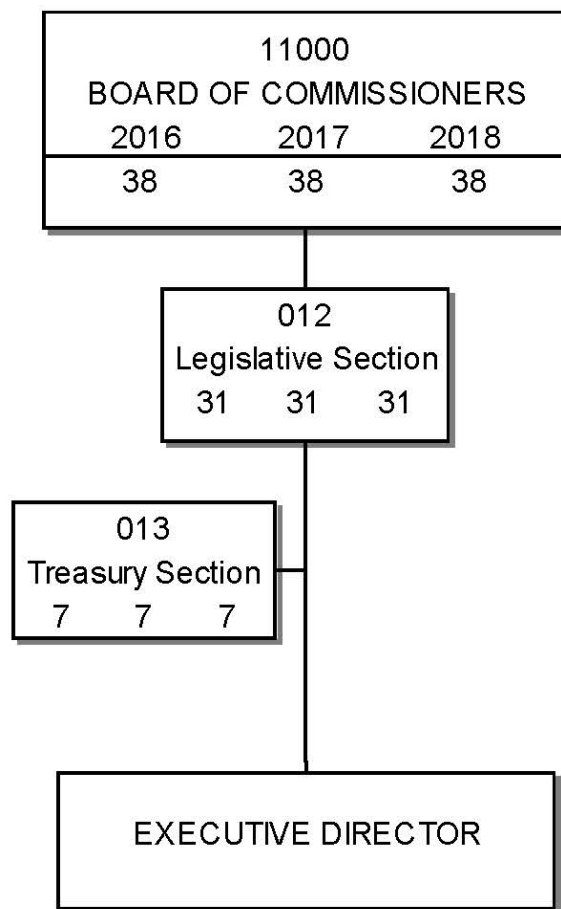 11000
BOARD OF COMMISSIONERS
2016 2017 2018
38 38 38
012
Legislative Section
31 31 31
013
Treasury Section
7 7 7
EXECUTIVE DIRECTOR